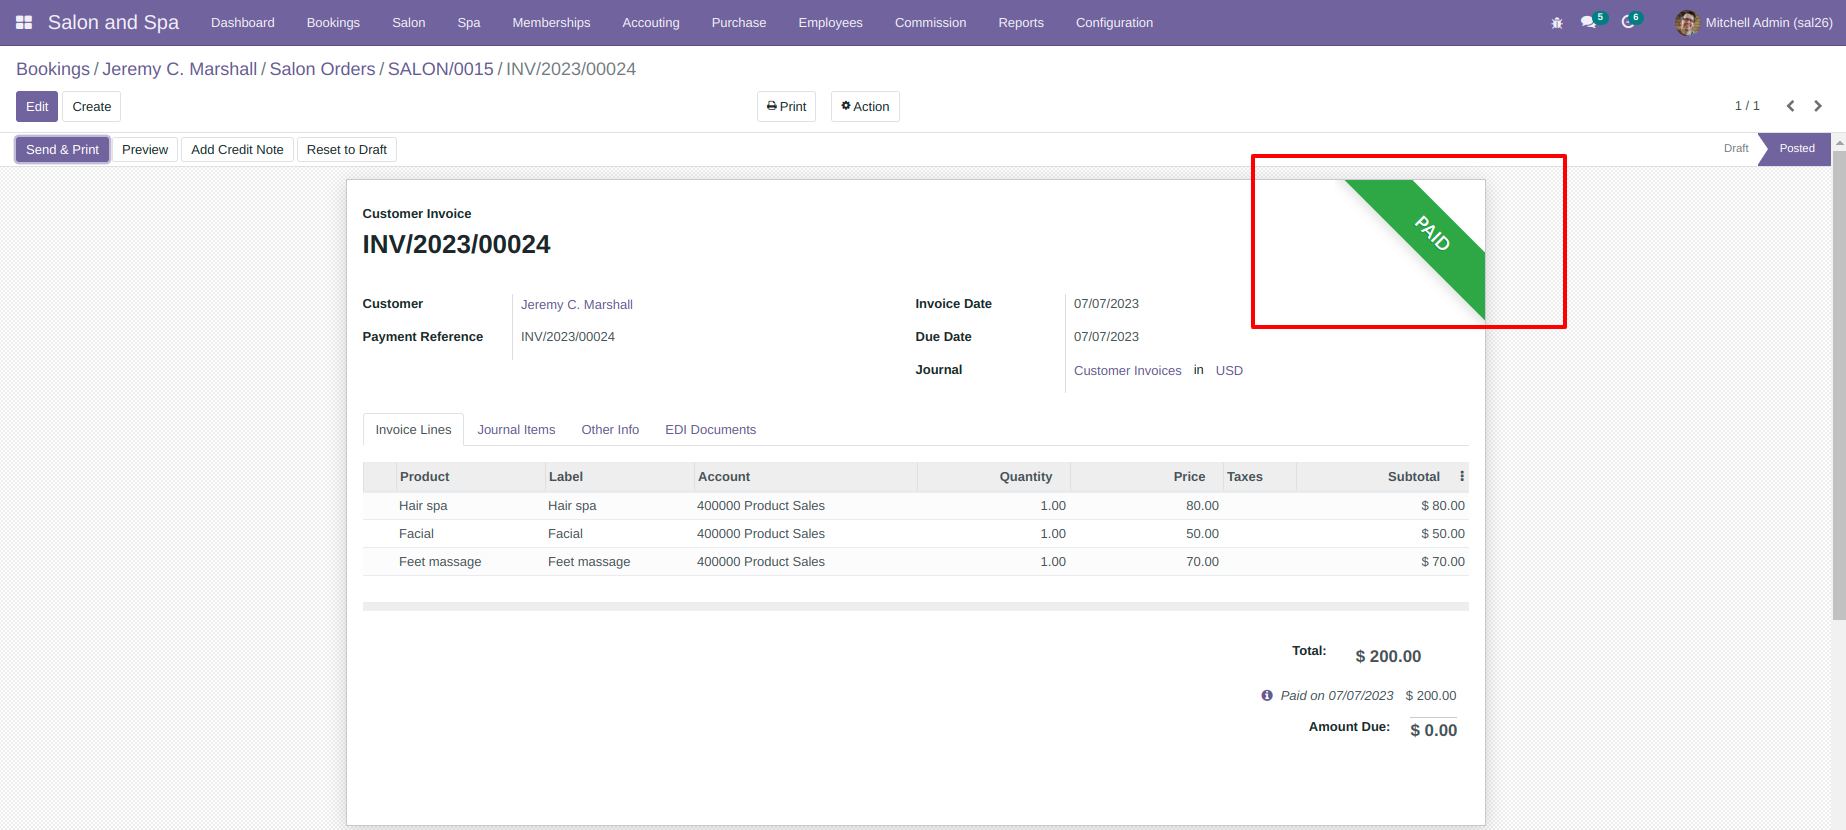 Salon and Spa Dashboard Bookings Salon Spa Memberships Accouting Purchase Employees Commission Reports Configuration 5 6 Mitchell Admin (sal26)
Bookings / Jeremy C. Marshall / Salon Orders / SALON/0015 / INV/2023/00024
Edit Create Print Action 1 / 1
Send & Print Preview Add Credit Note Reset to Draft Draft Posted
PAID
Customer Invoice
INV/2023/00024
Customer Jeremy C. Marshall Invoice Date 07/07/2023
Payment Reference INV/2023/00024 Due Date 07/07/2023
Journal Customer Invoices in USD
Invoice Lines Journal Items Other Info EDI Documents
Product Label Account Quantity Price Taxes Subtotal
Hair spa Hair spa 400000 Product Sales 1.00 80.00 $ 80.00
Facial Facial 400000 Product Sales 1.00 50.00 $ 50.00
Feet massage Feet massage 400000 Product Sales 1.00 70.00 $ 70.00
Total: $ 200.00
Paid on 07/07/2023 $ 200.00
Amount Due: $ 0.00